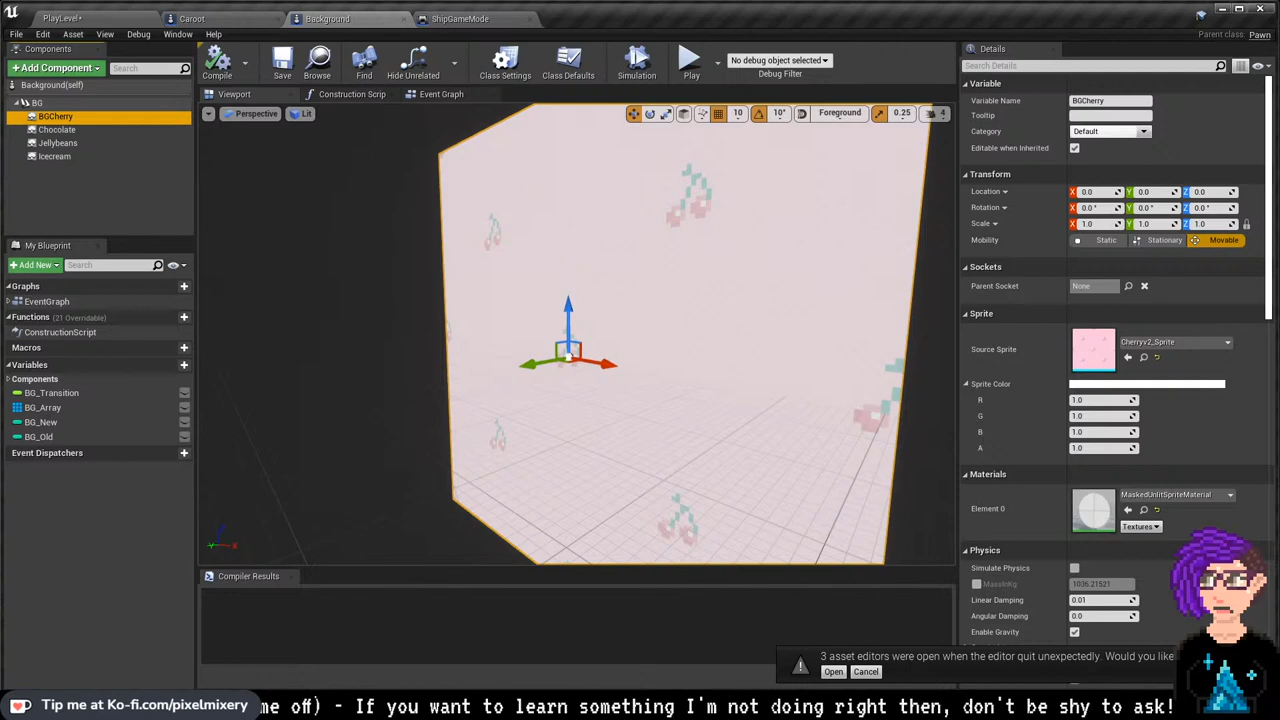 PlayLevel•
Caroot
Background
ShipGameMode
File
Edit
Asset
View
Debug
Window
Help
Parent class: Pawn
Components
+Add Component
Search
Background(self)
BG
BGCherry
Chocolate
Jellybeans
Icecream
My Blueprint
+Add New
Search
Graphs
EventGraph
Functions (21 Overridable)
ConstructionScript
Macros
Variables
Components
BG_Transition
BG_Array
BG_New
BG_Old
Event Dispatchers
Compile
Save
Browse
Find
Hide Unrelated
Class Settings
Class Defaults
Simulation
Play
No debug object selected
Debug Filter
Viewport
Construction Scrip
Event Graph
Perspective
Lit
10
10°
Foreground
0.25
4
Compiler Results
Details
Search Details
Variable
Variable Name BGCherry
Tooltip
Category Default
Editable when Inherited
Transform
Location X 0.0 Y 0.0 Z 0.0
Rotation X 0.0 ° Y 0.0 ° Z 0.0 °
Scale X 1.0 Y 1.0 Z 1.0
Mobility Static Stationary Movable
Sockets
Parent Socket None
Sprite
Source Sprite Cherryv2_Sprite
Sprite Color
R 1.0
G 1.0
B 1.0
A 1.0
Materials
Element 0 MaskedUnlitSpriteMaterial
Textures
Physics
Simulate Physics
MassInKg 1036.21521
Linear Damping 0.01
Angular Damping 0.0
Enable Gravity
3 asset editors were open when the editor quit unexpectedly. Would you like
Open Cancel
Tip me at Ko-fi.com/pixelmixery
me off) - If you want to learn something I'm not doing right then, don't be shy to ask!